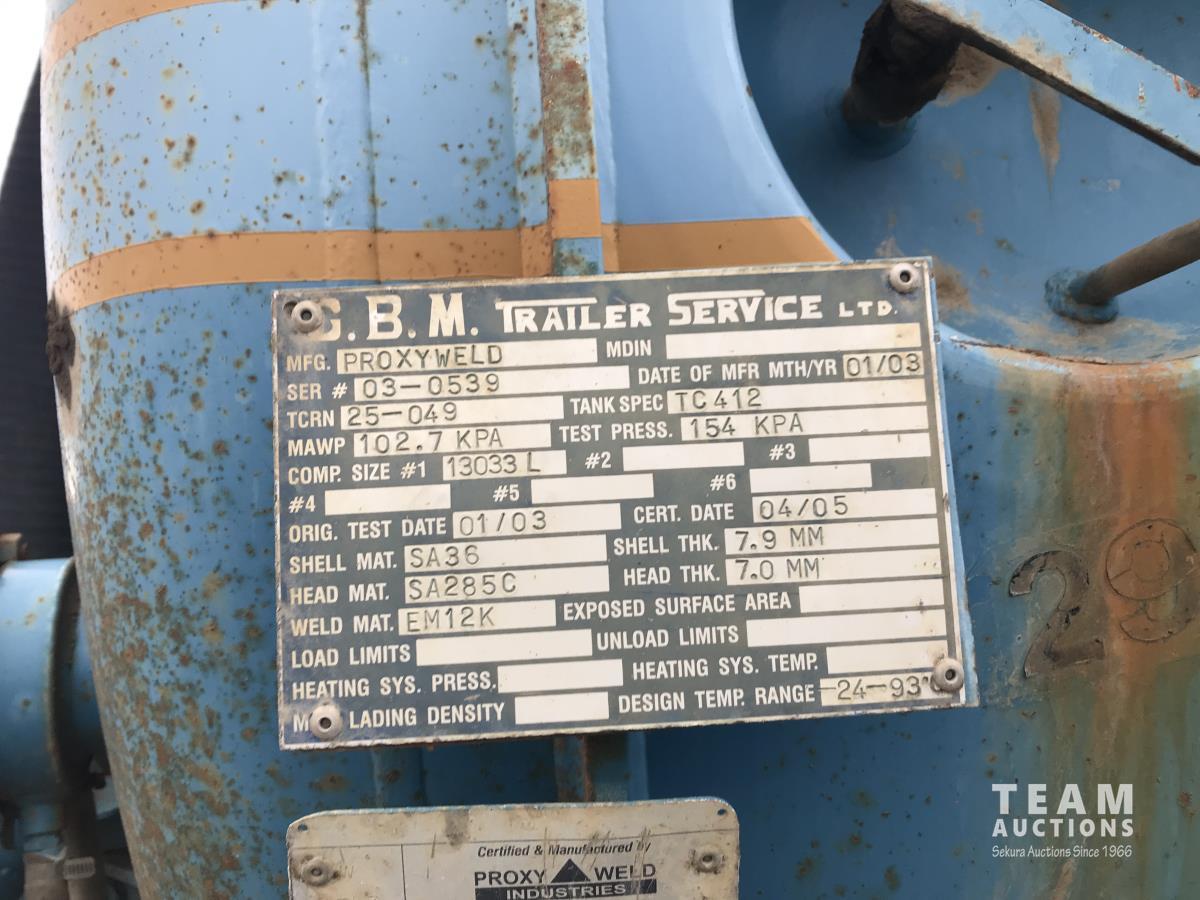 G.B.M. TRAILER SERVICE LTD.
MFG. PROXYWELD MDIN
SER # 03-0539 DATE OF MFR MTH/YR 01/03
TCRN 25-049 TANK SPEC TC412
MAWP 102.7 KPA TEST PRESS. 154 KPA
COMP. SIZE #1 13033 L #2 #3
#4 #5 #6
ORIG. TEST DATE 01/03 CERT. DATE 04/05
SHELL MAT. SA36 SHELL THK. 7.9 MM
HEAD MAT. SA285C HEAD THK. 7.0 MM
WELD MAT. EM12K EXPOSED SURFACE AREA
LOAD LIMITS UNLOAD LIMITS
HEATING SYS. PRESS. HEATING SYS. TEMP.
LADING DENSITY DESIGN TEMP. RANGE -24-93
29
Certified & Manufactured by
PROXY WELD
INDUSTRIES
TEAM
AUCTIONS
Sekura Auctions Since 1966